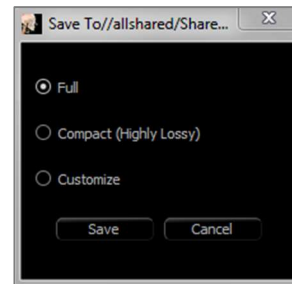 Save To//allshared/Share...
Full
Compact (Highly Lossy)
Customize
Save Cancel